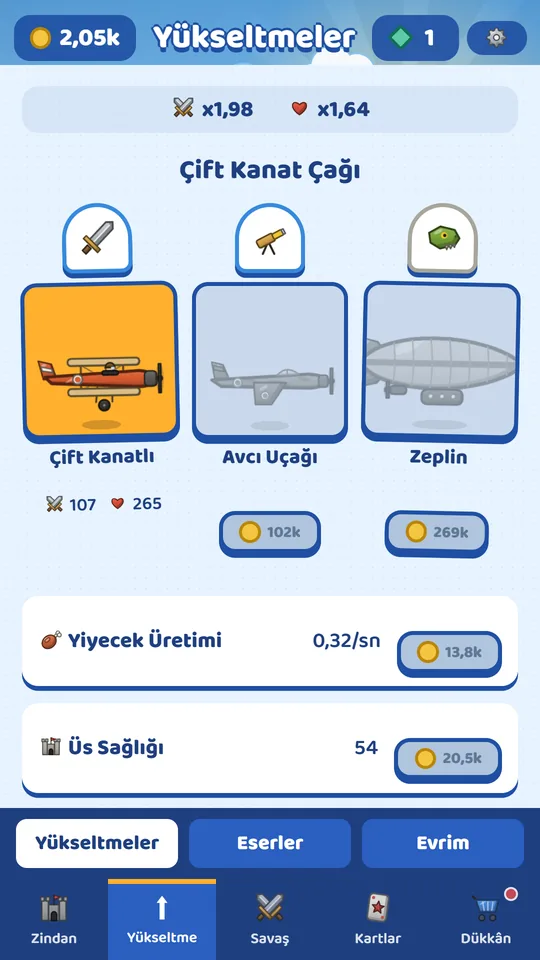 2,05k
Yükseltmeler
1
x1,98
x1,64
Çift Kanat Çağı
Çift Kanatlı
Avcı Uçağı
Zeplin
107
265
102k
269k
Yiyecek Üretimi
0,32/sn
13,8k
Üs Sağlığı
54
20,5k
Yükseltmeler
Eserler
Evrim
Zindan
Yükseltme
Savaş
Kartlar
Dükkân